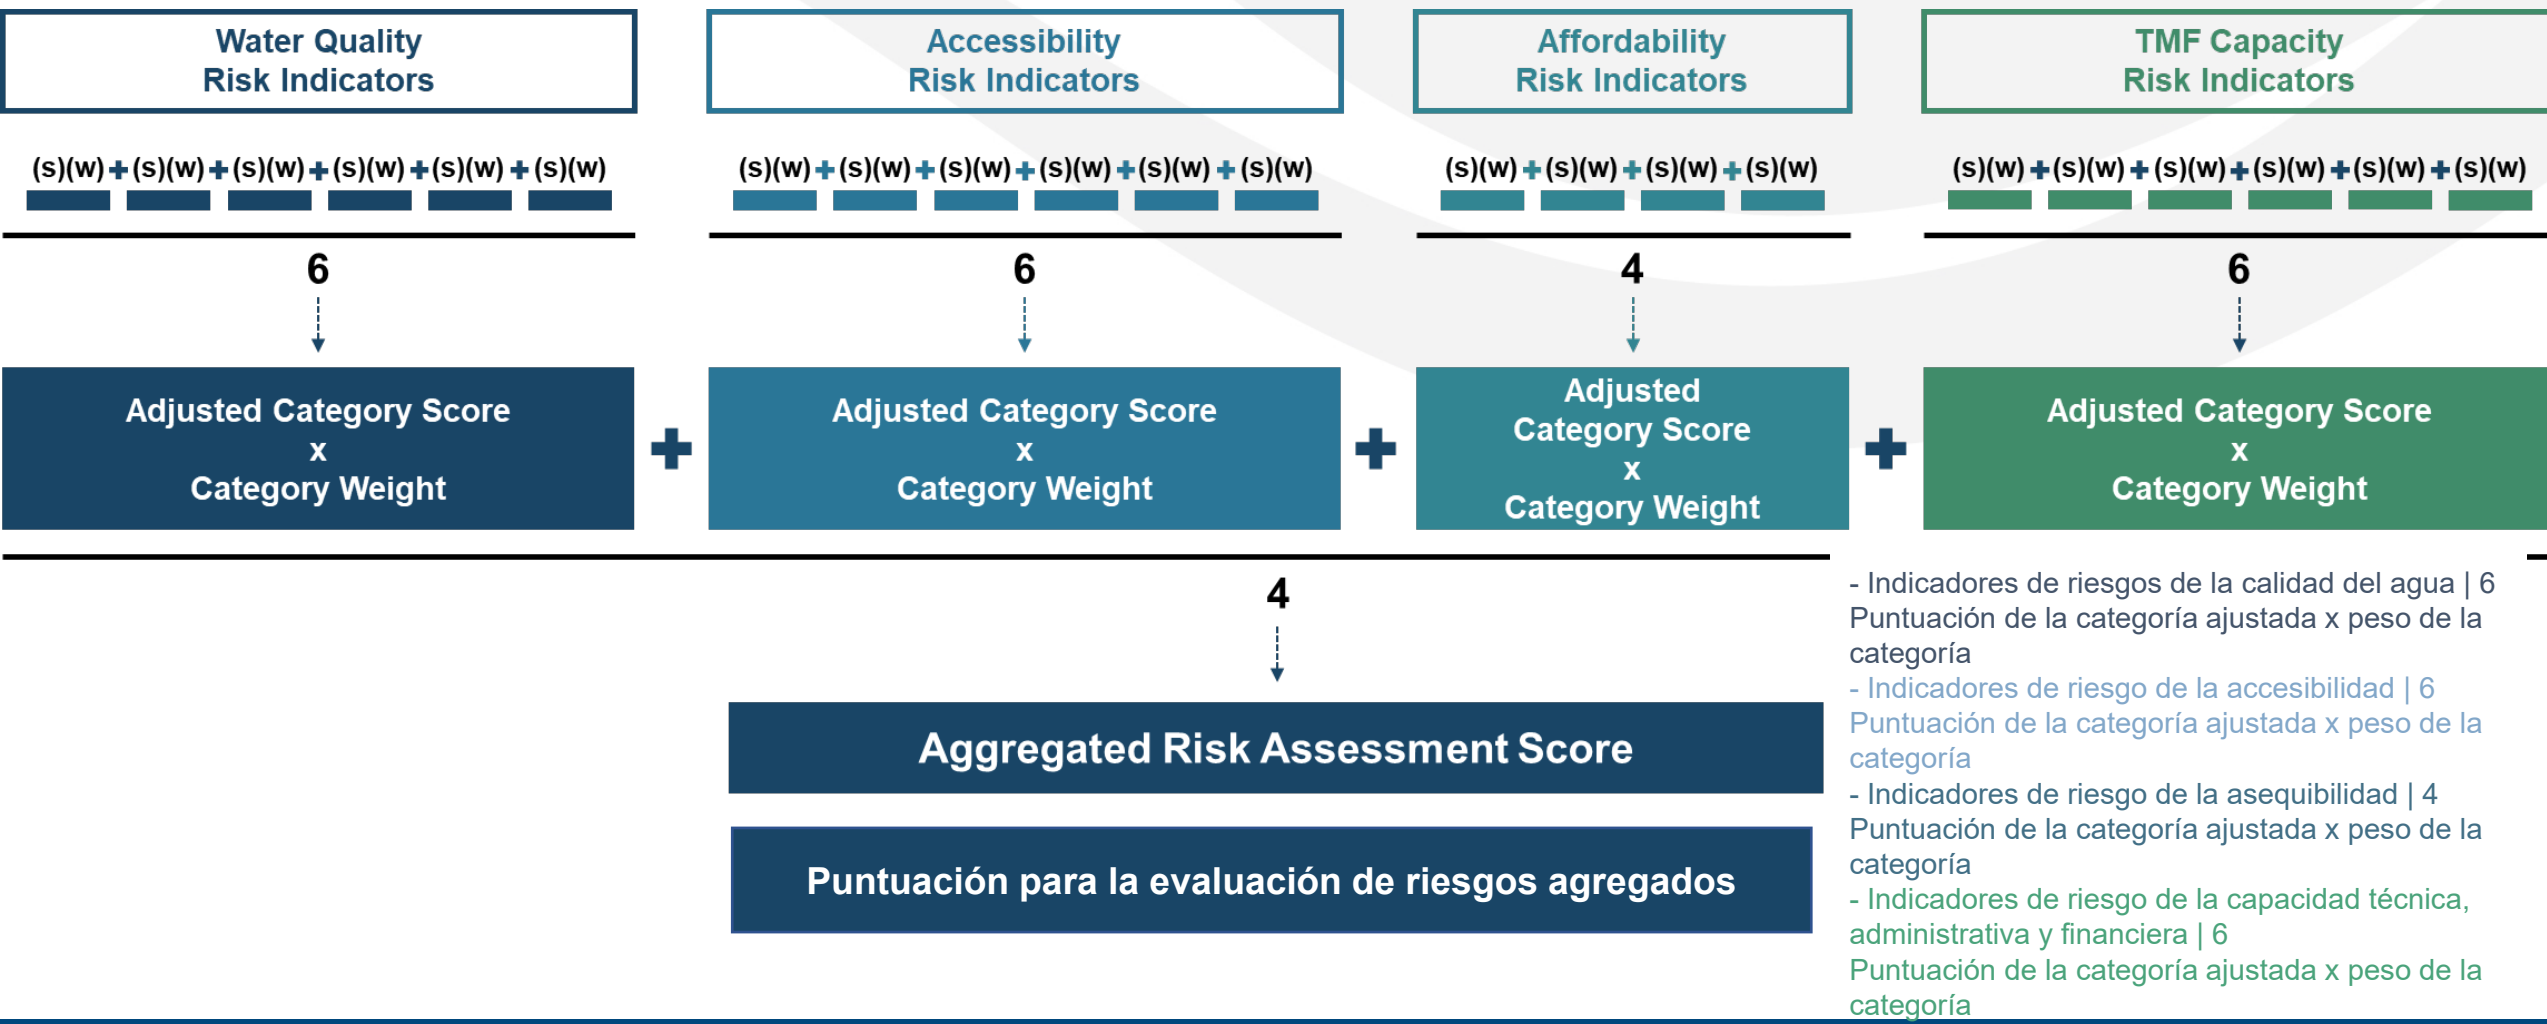 Water Quality
Risk Indicators
Accessibility
Risk Indicators
Affordability
Risk Indicators
TMF Capacity
Risk Indicators
(s)(w) + (s)(w) + (s)(w) + (s)(w) + (s)(w) + (s)(w)
(s)(w) + (s)(w) + (s)(w) + (s)(w) + (s)(w) + (s)(w)
(s)(w) + (s)(w) + (s)(w) + (s)(w)
(s)(w) + (s)(w) + (s)(w) + (s)(w) + (s)(w) + (s)(w)
6
6
4
6
Adjusted Category Score
x
Category Weight
+
Adjusted Category Score
x
Category Weight
+
Adjusted
Category Score
x
Category Weight
+
Adjusted Category Score
x
Category Weight
4
Aggregated Risk Assessment Score
Puntuación para la evaluación de riesgos agregados
- Indicadores de riesgos de la calidad del agua | 6
Puntuación de la categoría ajustada x peso de la
categoría
- Indicadores de riesgo de la accesibilidad | 6
Puntuación de la categoría ajustada x peso de la
categoría
- Indicadores de riesgo de la asequibilidad | 4
Puntuación de la categoría ajustada x peso de la
categoría
- Indicadores de riesgo de la capacidad técnica,
administrativa y financiera | 6
Puntuación de la categoría ajustada x peso de la
categoría